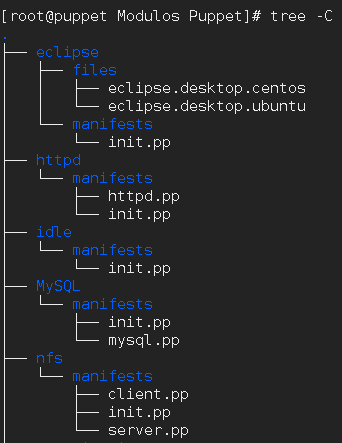 [root@puppet Modulos Puppet]# tree -C
.
├── eclipse
│   ├── files
│   │   ├── eclipse.desktop.centos
│   │   └── eclipse.desktop.ubuntu
│   └── manifests
│       └── init.pp
├── httpd
│   └── manifests
│       ├── httpd.pp
│       └── init.pp
├── idle
│   └── manifests
│       └── init.pp
├── MySQL
│   └── manifests
│       ├── init.pp
│       └── mysql.pp
├── nfs
│   └── manifests
│       ├── client.pp
│       ├── init.pp
│       └── server.pp